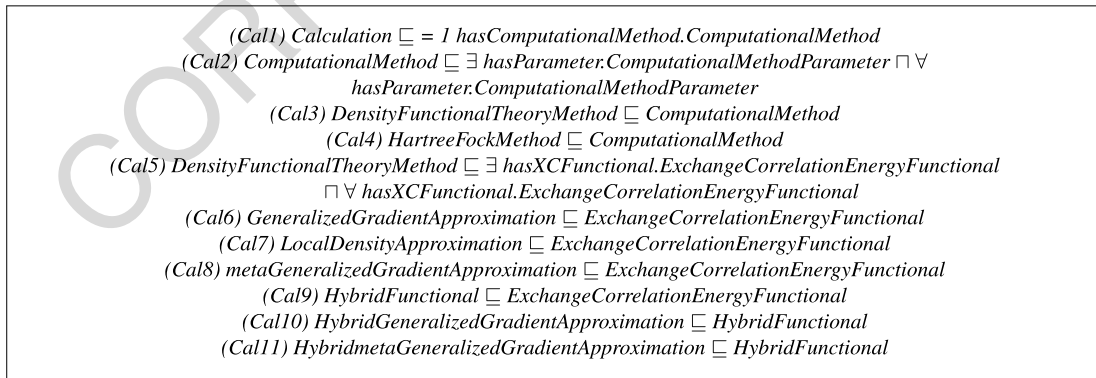 (Cal1) Calculation ⊑ = 1 hasComputationalMethod.ComputationalMethod
(Cal2) ComputationalMethod ⊑ ∃ hasParameter.ComputationalMethodParameter ⊓ ∀
hasParameter.ComputationalMethodParameter
(Cal3) DensityFunctionalTheoryMethod ⊑ ComputationalMethod
(Cal4) HartreeFockMethod ⊑ ComputationalMethod
(Cal5) DensityFunctionalTheoryMethod ⊑ ∃ hasXCFunctional.ExchangeCorrelationEnergyFunctional
⊓ ∀ hasXCFunctional.ExchangeCorrelationEnergyFunctional
(Cal6) GeneralizedGradientApproximation ⊑ ExchangeCorrelationEnergyFunctional
(Cal7) LocalDensityApproximation ⊑ ExchangeCorrelationEnergyFunctional
(Cal8) metaGeneralizedGradientApproximation ⊑ ExchangeCorrelationEnergyFunctional
(Cal9) HybridFunctional ⊑ ExchangeCorrelationEnergyFunctional
(Cal10) HybridGeneralizedGradientApproximation ⊑ HybridFunctional
(Cal11) HybridmetaGeneralizedGradientApproximation ⊑ HybridFunctional